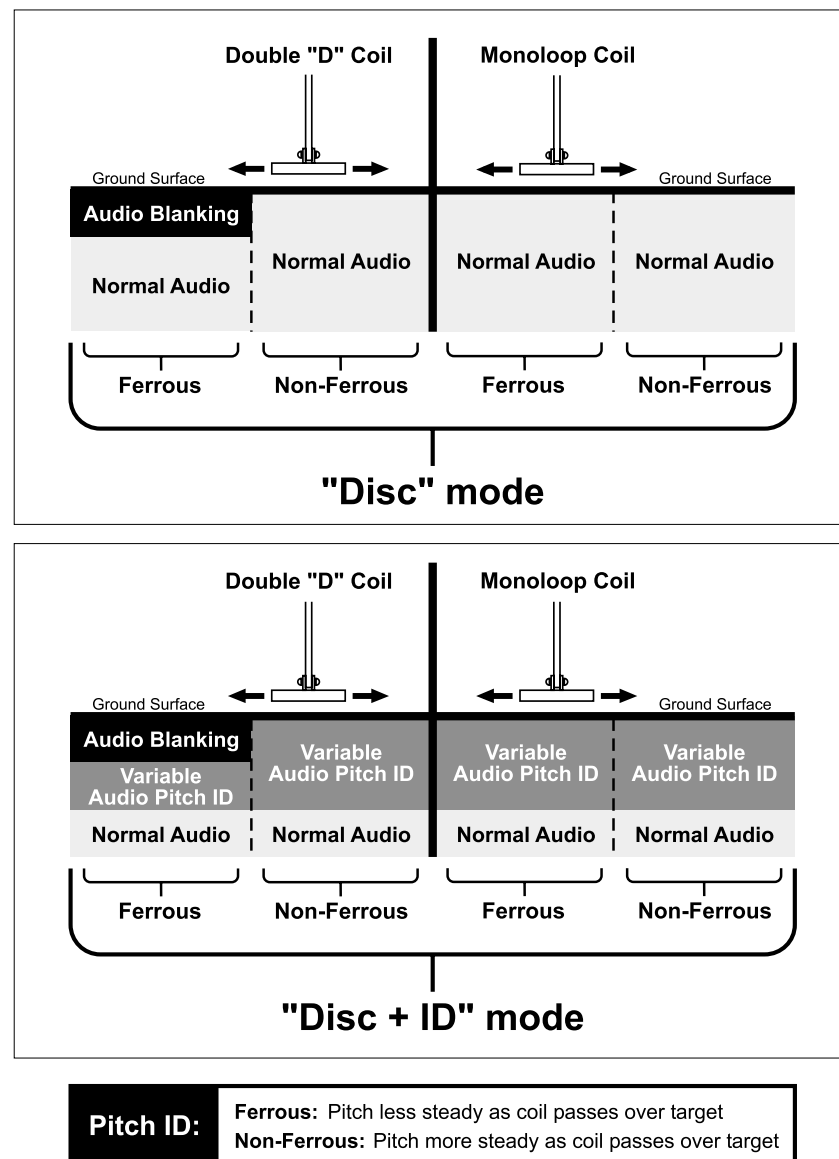 Double "D" Coil
Monoloop Coil
Ground Surface
Ground Surface
Audio Blanking
Normal Audio
Normal Audio
Normal Audio
Normal Audio
Ferrous
Non-Ferrous
Ferrous
Non-Ferrous
"Disc" mode
Double "D" Coil
Monoloop Coil
Ground Surface
Ground Surface
Audio Blanking
Variable
Audio Pitch ID
Variable
Audio Pitch ID
Variable
Audio Pitch ID
Variable
Audio Pitch ID
Normal Audio
Normal Audio
Normal Audio
Normal Audio
Ferrous
Non-Ferrous
Ferrous
Non-Ferrous
"Disc + ID" mode
Pitch ID:
Ferrous: Pitch less steady as coil passes over target
Non-Ferrous: Pitch more steady as coil passes over target